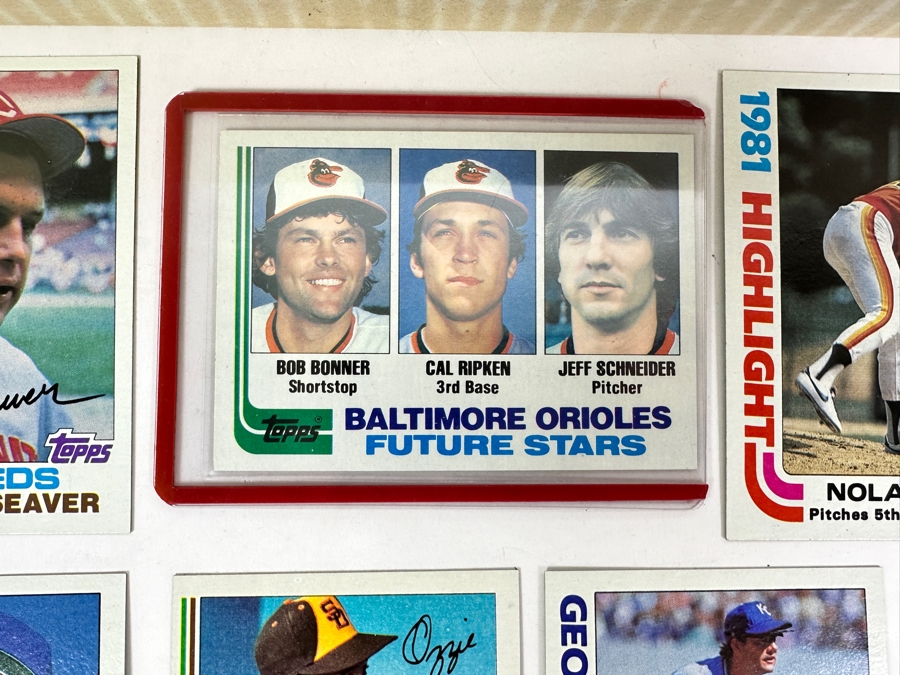 BOB BONNER
Shortstop
CAL RIPKEN
3rd Base
JEFF SCHNEIDER
Pitcher
Topps
BALTIMORE ORIOLES
FUTURE STARS
Topps
EDS
SEAVER
1981 HIGHLIGHT
NOLA
Pitches 5th
SD
Ozzie
GEO